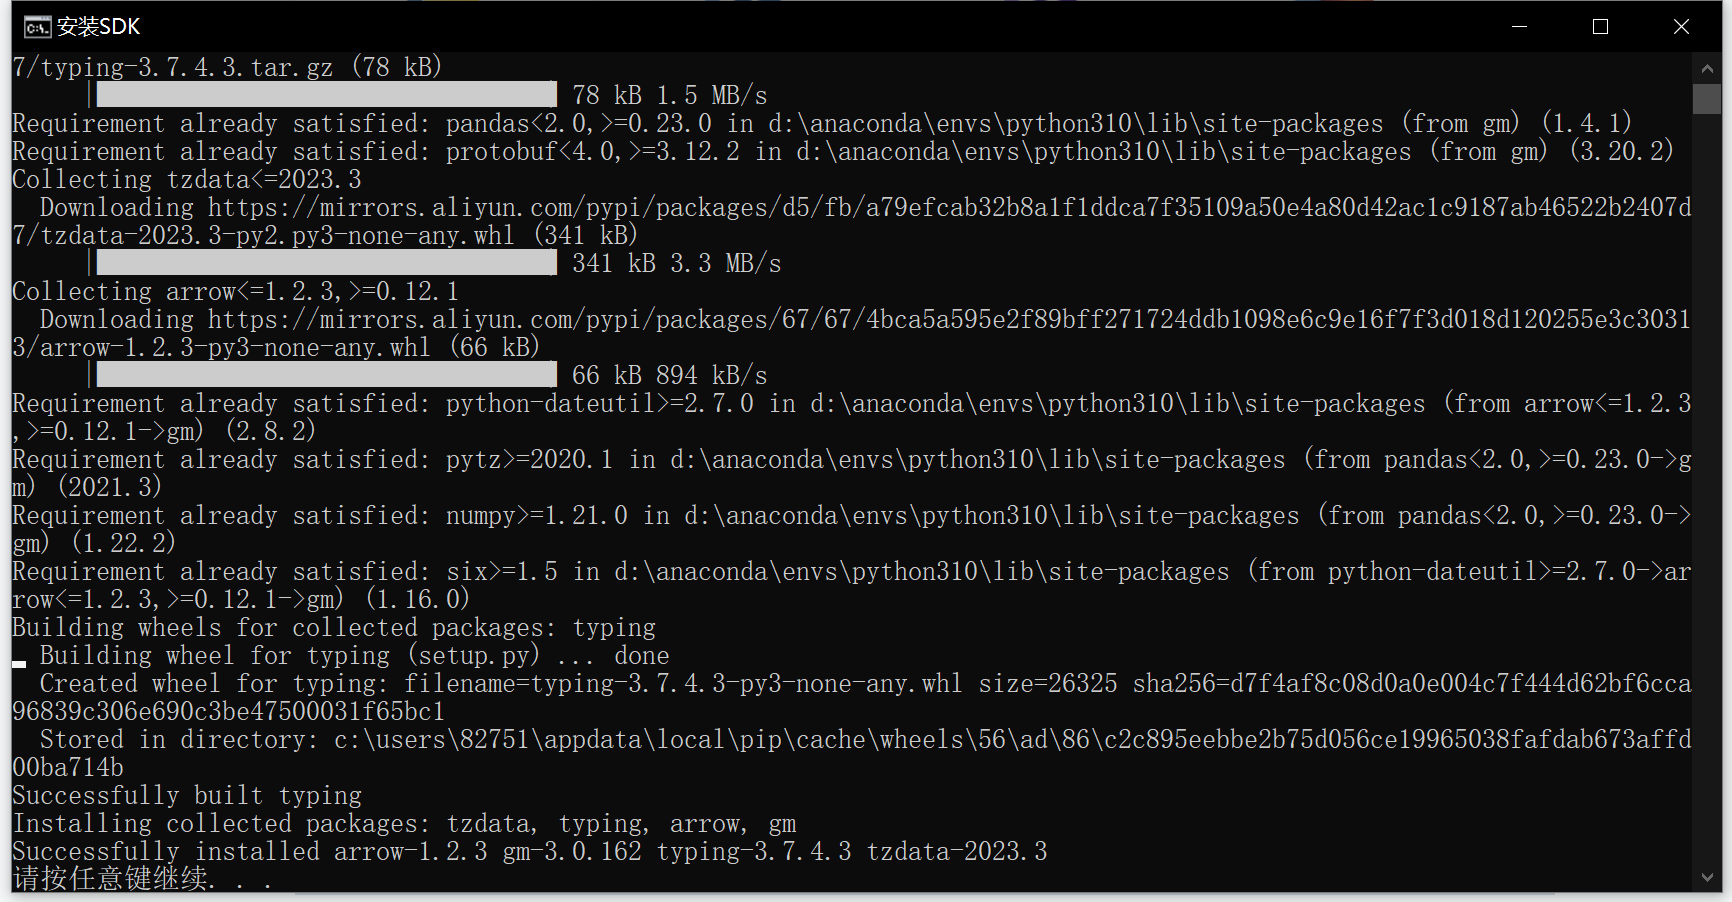 安装SDK
7/typing-3.7.4.3.tar.gz (78 kB)
78 kB 1.5 MB/s
Requirement already satisfied: pandas<2.0,>=0.23.0 in d:\anaconda\envs\python310\lib\site-packages (from gm) (1.4.1)
Requirement already satisfied: protobuf<4.0,>=3.12.2 in d:\anaconda\envs\python310\lib\site-packages (from gm) (3.20.2)
Collecting tzdata<=2023.3
Downloading https://mirrors.aliyun.com/pypi/packages/d5/fb/a79efcab32b8a1f1ddca7f35109a50e4a80d42ac1c9187ab46522b2407d
7/tzdata-2023.3-py2.py3-none-any.whl (341 kB)
341 kB 3.3 MB/s
Collecting arrow<=1.2.3,>=0.12.1
Downloading https://mirrors.aliyun.com/pypi/packages/67/67/4bca5a595e2f89bff271724ddb1098e6c9e16f7f3d018d120255e3c3031
3/arrow-1.2.3-py3-none-any.whl (66 kB)
66 kB 894 kB/s
Requirement already satisfied: python-dateutil>=2.7.0 in d:\anaconda\envs\python310\lib\site-packages (from arrow<=1.2.3
,>=0.12.1->gm) (2.8.2)
Requirement already satisfied: pytz>=2020.1 in d:\anaconda\envs\python310\lib\site-packages (from pandas<2.0,>=0.23.0->g
m) (2021.3)
Requirement already satisfied: numpy>=1.21.0 in d:\anaconda\envs\python310\lib\site-packages (from pandas<2.0,>=0.23.0->
gm) (1.22.2)
Requirement already satisfied: six>=1.5 in d:\anaconda\envs\python310\lib\site-packages (from python-dateutil>=2.7.0->ar
row<=1.2.3,>=0.12.1->gm) (1.16.0)
Building wheels for collected packages: typing
Building wheel for typing (setup.py) ... done
Created wheel for typing: filename=typing-3.7.4.3-py3-none-any.whl size=26325 sha256=d7f4af8c08d0a0e004c7f444d62bf6cca
96839c306e690c3be47500031f65bc1
Stored in directory: c:\users\82751\appdata\local\pip\cache\wheels\56\ad\86\c2c895eebbe2b75d056ce19965038fafdab673affd
00ba714b
Successfully built typing
Installing collected packages: tzdata, typing, arrow, gm
Successfully installed arrow-1.2.3 gm-3.0.162 typing-3.7.4.3 tzdata-2023.3
请按任意键继续. . .